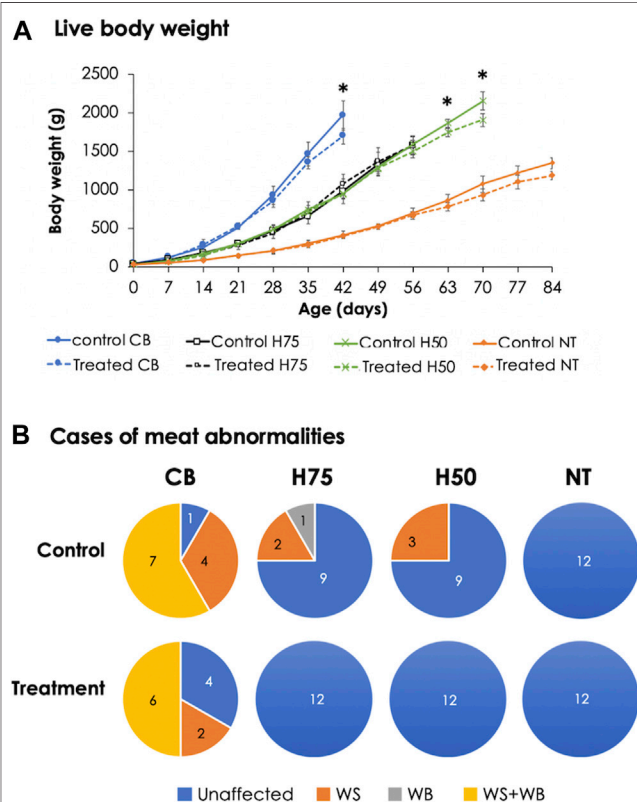 A Live body weight
2500
2000
1500
1000
500
0
Body weight (g)
* * *
0 7 14 21 28 35 42 49 56 63 70 77 84
Age (days)
control CB Control H75 Control H50 Control NT
Treated CB Treated H75 Treated H50 Treated NT
B Cases of meat abnormalities
CB H75 H50 NT
Control
1 4 7
1 2 9
3 9
12
Treatment
4 2 6
12
12
12
Unaffected WS WB WS+WB